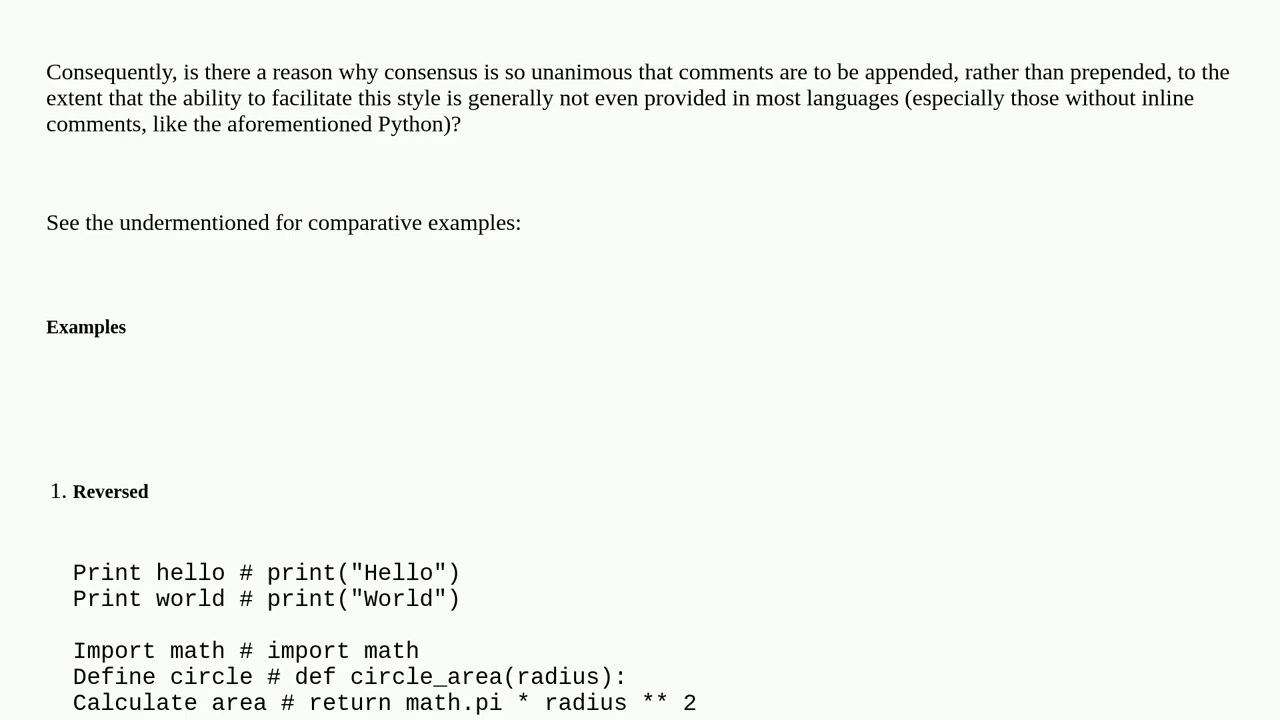 Consequently, is there a reason why consensus is so unanimous that comments are to be appended, rather than prepended, to the
extent that the ability to facilitate this style is generally not even provided in most languages (especially those without inline
comments, like the aforementioned Python)?
See the undermentioned for comparative examples:
Examples
1. Reversed
Print hello # print("Hello")
Print world # print("World")
Import math # import math
Define circle # def circle_area(radius):
Calculate area # return math.pi * radius ** 2